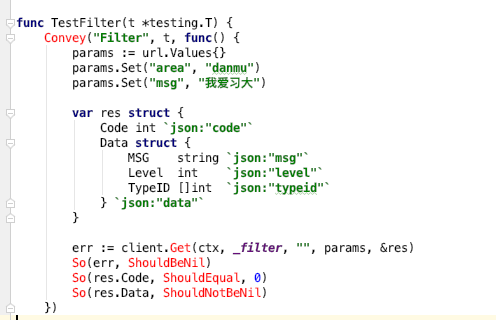 func TestFilter(t *testing.T) {
    Convey("Filter", t, func() {
        params := url.Values{}
        params.Set("area", "danmu")
        params.Set("msg", "我爱习大")

        var res struct {
            Code int `json:"code"`
            Data struct {
                MSG    string `json:"msg"`
                Level  int    `json:"level"`
                TypeID []int  `json:"typeid"`
            } `json:"data"`
        }

        err := client.Get(ctx, _filter, "", params, &res)
        So(err, ShouldBeNil)
        So(res.Code, ShouldEqual, 0)
        So(res.Data, ShouldNotBeNil)
    })